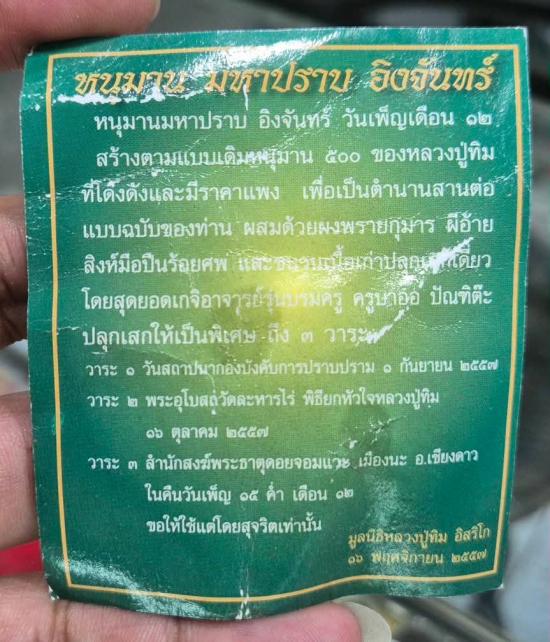 หนุมาน มหาปราบ อิงจันทร์
หนุมานมหาปราบ อิงจันทร์ วันเพ็ญเดือน ๑๒
สร้างตามแบบเดิมหนุมาน ๕๐๐ ของหลวงปู่ทิม
ที่โด่งดังและมีราคาแพง เพื่อเป็นตำนานสานต่อ
แบบฉบับของท่าน ผสมด้วยผงพรายกุมาร ผีอ้าย
สิงห์มือปืนร้อยศพ และชนวนเนื้อเก่าปลุก
โดยสุดยอดเกจิอาจารย์รุ่นบรมครู ครูบาอ๊อ ปัณฑิต๊ะ
ปลุกเสกให้เป็นพิเศษ ถึง ๓ วาระ
วาระ ๑ วันสถาปนากองบังคับการปราบปราม ๑ กันยายน ๒๕๕๗
วาระ ๒ พระอุโบสถวัดละหารไร่ พิธียกหัวใจหลวงปู่ทิม
๑๖ ตุลาคม ๒๕๕๗
วาระ ๓ สำนักสงฆ์พระธาตุดอยจอมแวะ เมืองนะ อ.เชียงดาว
ในคืนวันเพ็ญ ๑๕ ค่ำ เดือน ๑๒
ขอให้ใช้แต่โดยสุจริตเท่านั้น
มูลนิธิหลวงปู่ทิม อิสริโก
๑๖ พฤศจิกายน ๒๕๕๗